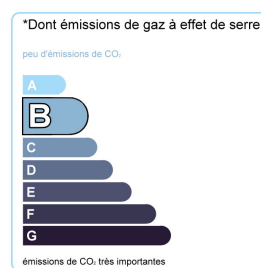 *Dont émissions de gaz à effet de serre
peu d'émissions de CO₂
A
B
C
D
E
F
G
émissions de CO₂ très importantes